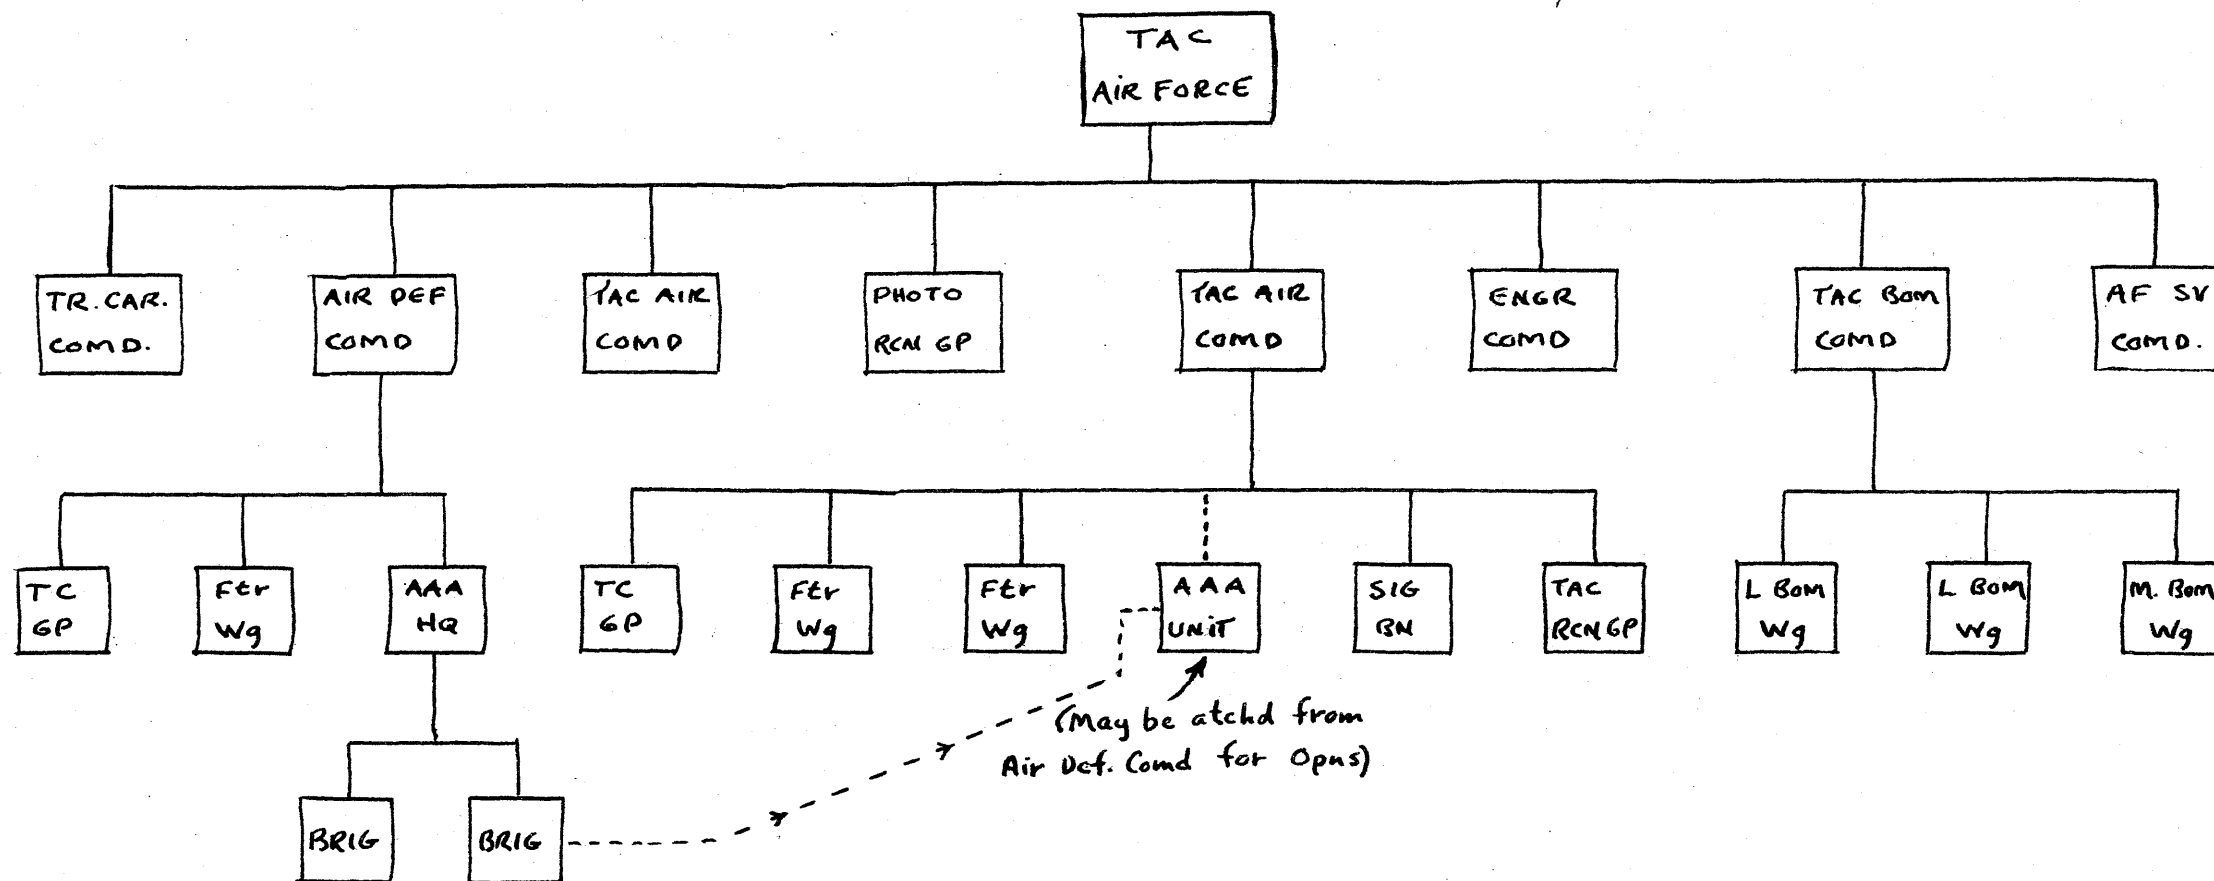 TAC
AIR FORCE
TR. CAR.
COMD.
AIR DEF
COMD
TAC AIR
COMD
PHOTO
RCN GP
TAC AIR
COMD
ENGR
COMD
TAC Bom
COMD
AF SV
COMD.
TC
GP
Ftr
Wg
AAA
HQ
TC
GP
Ftr
Wg
Ftr
Wg
AAA
UNIT
SIG
BN
TAC
RCN GP
L Bom
Wg
L Bom
Wg
M. Bom
Wg
(May be atchd from
Air Def. Comd for Opns)
BRIG
BRIG